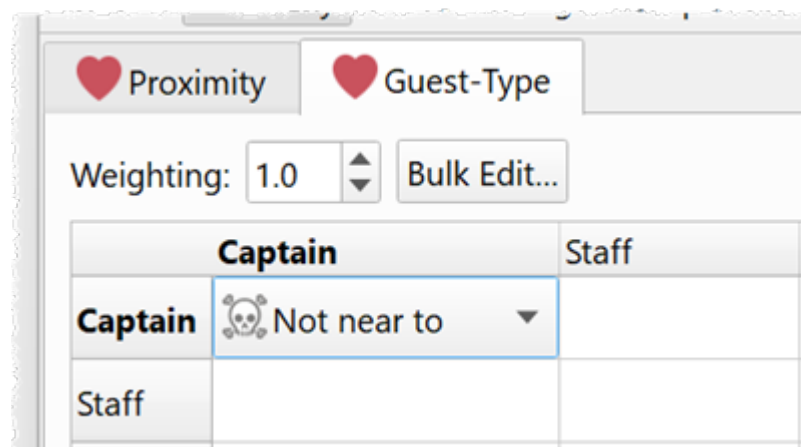 Proximity Guest-Type
Weighting: 1.0 Bulk Edit...
Captain Staff
Captain Not near to
Staff